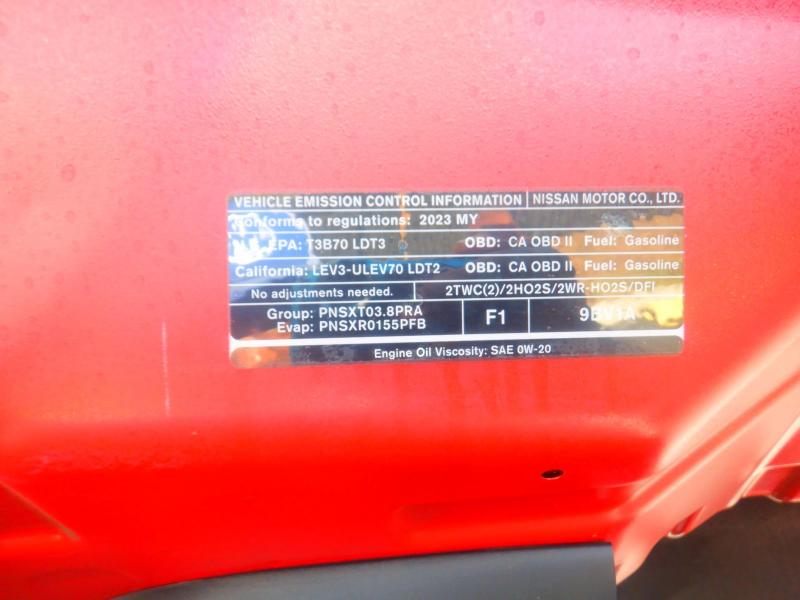 VEHICLE EMISSION CONTROL INFORMATION NISSAN MOTOR CO., LTD.
Conforms to regulations: 2023 MY
U.S. EPA: T3B70 LDT3 OBD: CA OBD II Fuel: Gasoline
California: LEV3-ULEV70 LDT2 OBD: CA OBD II Fuel: Gasoline
No adjustments needed. 2TWC(2)/2HO2S/2WR-HO2S/DFI
Group: PNSXT03.8PRA
Evap: PNSXR0155PFB
F1
9BV1A
Engine Oil Viscosity: SAE 0W-20